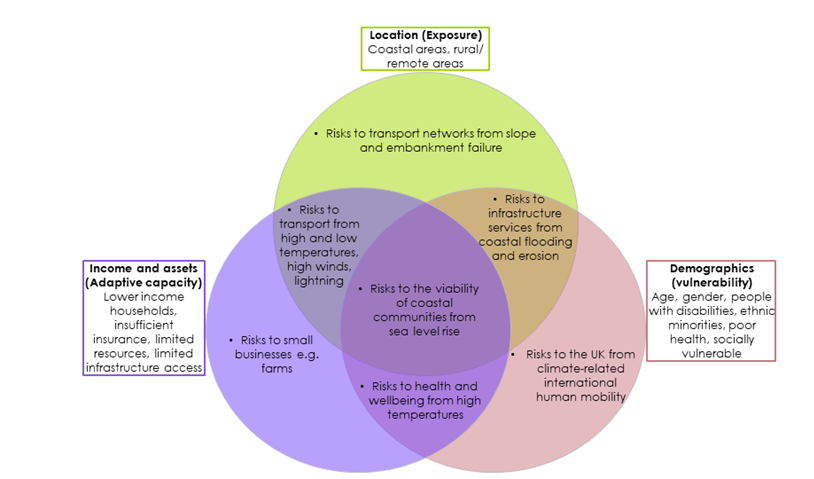 Location (Exposure)
Coastal areas, rural/
remote areas
• Risks to transport networks from slope
and embankment failure
• Risks to
transport from
high and low
temperatures,
high winds,
lightning
• Risks to
infrastructure
services from
coastal flooding
and erosion
Income and assets
(Adaptive capacity)
Lower income
households,
insufficient
insurance, limited
resources, limited
infrastructure access
Demographics
(vulnerability)
Age, gender, people
with disabilities, ethnic
minorities, poor
health, socially
vulnerable
• Risks to the viability
of coastal
communities from
sea level rise
• Risks to small
businesses e.g.
farms
• Risks to the UK from
climate-related
international
human mobility
• Risks to health and
wellbeing from high
temperatures